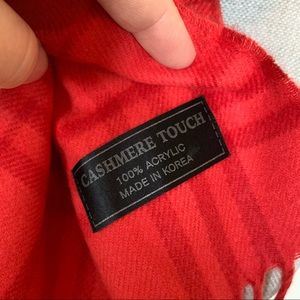 CASHMERE TOUCH
100% ACRYLIC
MADE IN KOREA